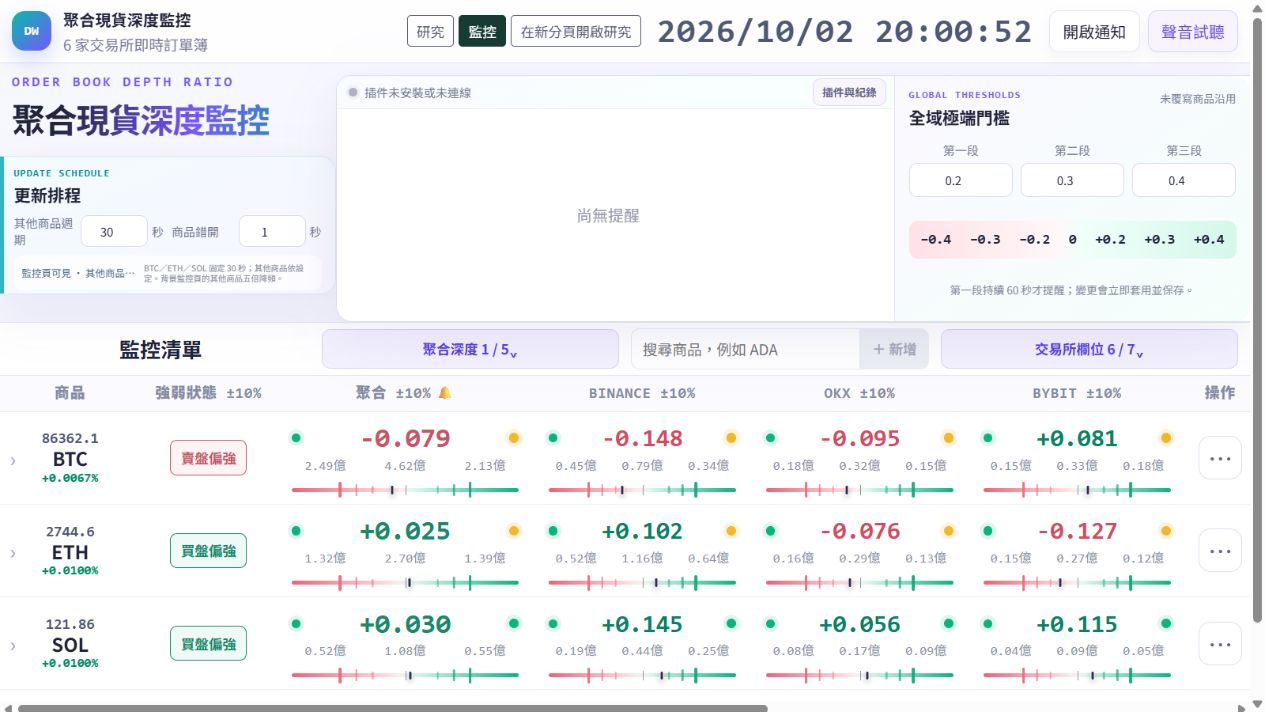 DW
聚合現貨深度監控
6 家交易所即時訂單簿
研究
監控
在新分頁開啟研究
2026/10/02 20:00:52
開啟通知
聲音試聽
ORDER BOOK DEPTH RATIO
聚合現貨深度監控
UPDATE SCHEDULE
更新排程
其他商品週期 30 秒 商品錯開 1 秒
監控頁可見 · 其他商品…
BTC／ETH／SOL 固定 30 秒；其他商品依設定。背景監控頁的其他商品五倍降頻。
插件未安裝或未連線
插件與紀錄
尚無提醒
GLOBAL THRESHOLDS
未覆寫商品沿用
全域極端門檻
第一段 第二段 第三段
0.2 0.3 0.4
−0.4 −0.3 −0.2 0 +0.2 +0.3 +0.4
第一段持續 60 秒才提醒；變更會立即套用並保存。
監控清單
聚合深度 1 / 5
搜尋商品，例如 ADA
＋ 新增
交易所欄位 6 / 7
商品 強弱狀態 ±10% 聚合 ±10% 🔔 BINANCE ±10% OKX ±10% BYBIT ±10% 操作
86362.1
BTC
+0.0067%
賣盤偏強
-0.079 -0.148 -0.095 +0.081
2.49億 4.62億 2.13億 0.45億 0.79億 0.34億 0.18億 0.32億 0.15億 0.15億 0.33億 0.18億
2744.6
ETH
+0.0100%
買盤偏強
+0.025 +0.102 -0.076 -0.127
1.32億 2.70億 1.39億 0.52億 1.16億 0.64億 0.16億 0.29億 0.13億 0.15億 0.27億 0.12億
121.86
SOL
+0.0100%
買盤偏強
+0.030 +0.145 +0.056 +0.115
0.52億 1.08億 0.55億 0.19億 0.44億 0.25億 0.08億 0.17億 0.09億 0.04億 0.09億 0.05億